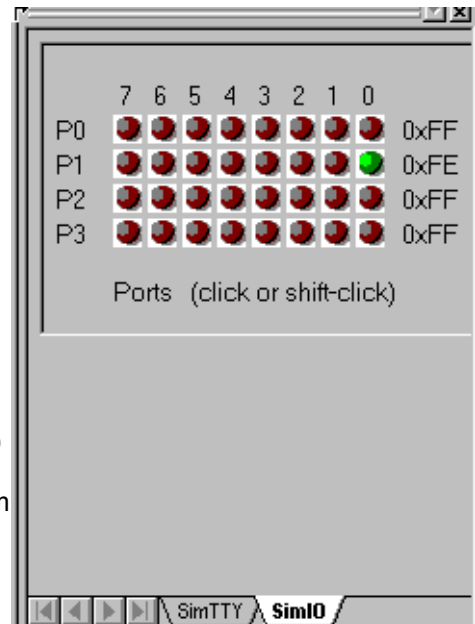 7 6 5 4 3 2 1 0
P0 0xFF
P1 0xFE
P2 0xFF
P3 0xFF
Ports (click or shift-click)
SimTTY SimIO